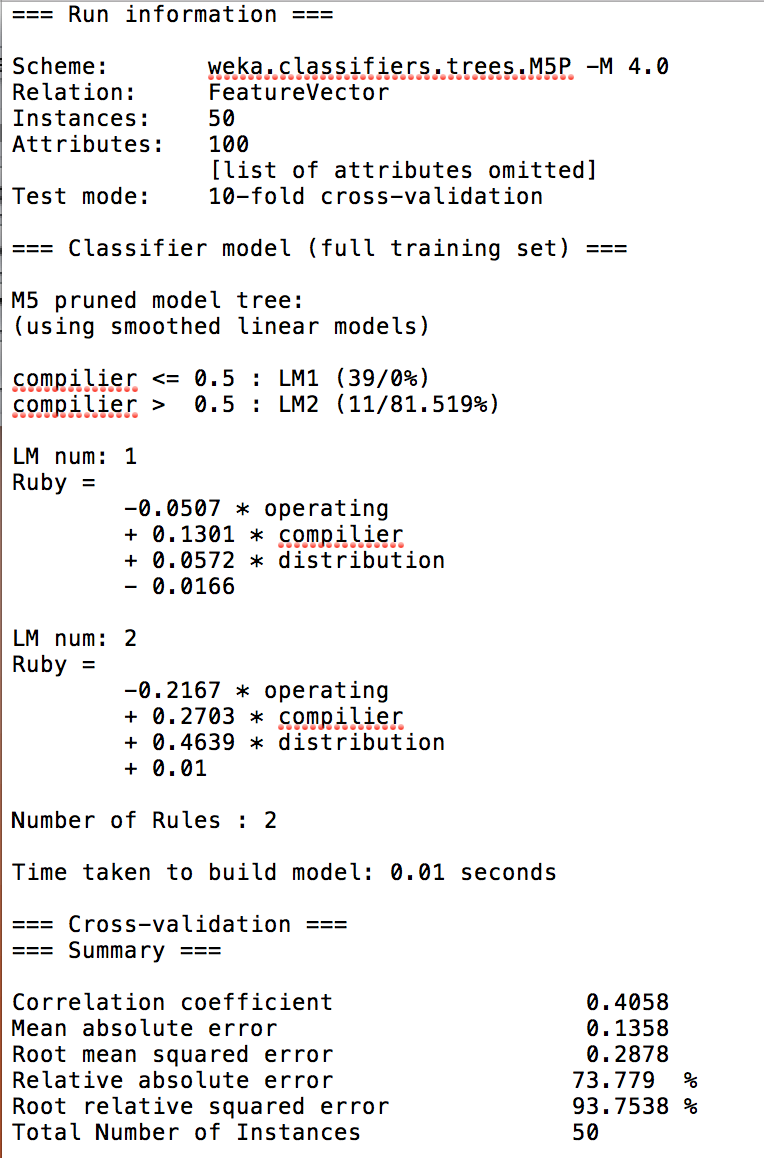 === Run information ===
Scheme: weka.classifiers.trees.M5P -M 4.0
Relation: FeatureVector
Instances: 50
Attributes: 100
[list of attributes omitted]
Test mode: 10-fold cross-validation
=== Classifier model (full training set) ===
M5 pruned model tree:
(using smoothed linear models)
compilier <= 0.5 : LM1 (39/0%)
compilier > 0.5 : LM2 (11/81.519%)
LM num: 1
Ruby =
-0.0507 * operating
+ 0.1301 * compilier
+ 0.0572 * distribution
- 0.0166
LM num: 2
Ruby =
-0.2167 * operating
+ 0.2703 * compilier
+ 0.4639 * distribution
+ 0.01
Number of Rules : 2
Time taken to build model: 0.01 seconds
=== Cross-validation ===
=== Summary ===
Correlation coefficient 0.4058
Mean absolute error 0.1358
Root mean squared error 0.2878
Relative absolute error 73.779 %
Root relative squared error 93.7538 %
Total Number of Instances 50